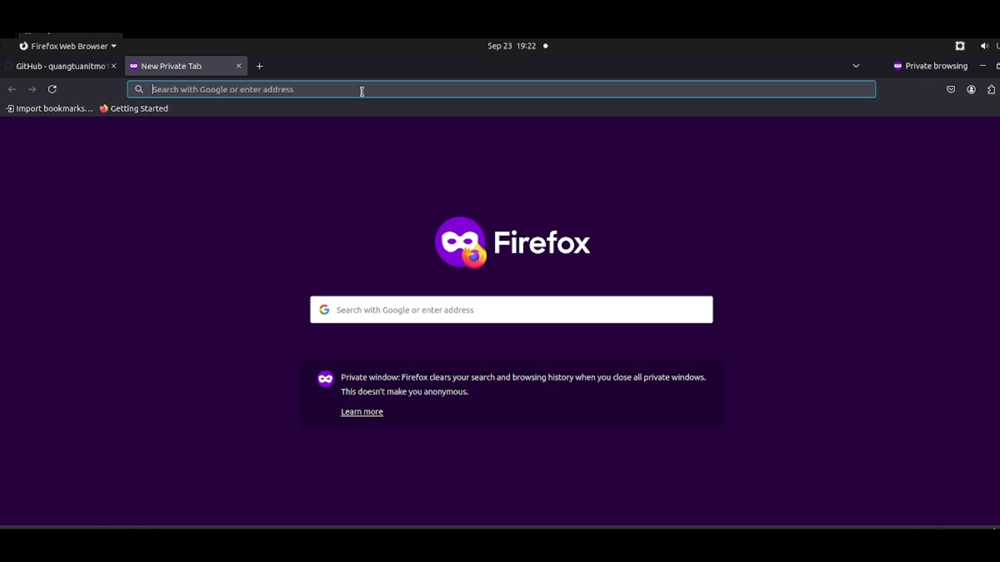 Firefox Web Browser
Sep 23 19:22
GitHub - quangtuanitmo1
New Private Tab
Private browsing
Search with Google or enter address
Import bookmarks...
Getting Started
Firefox
Search with Google or enter address
Private window: Firefox clears your search and browsing history when you close all private windows.
This doesn't make you anonymous.
Learn more